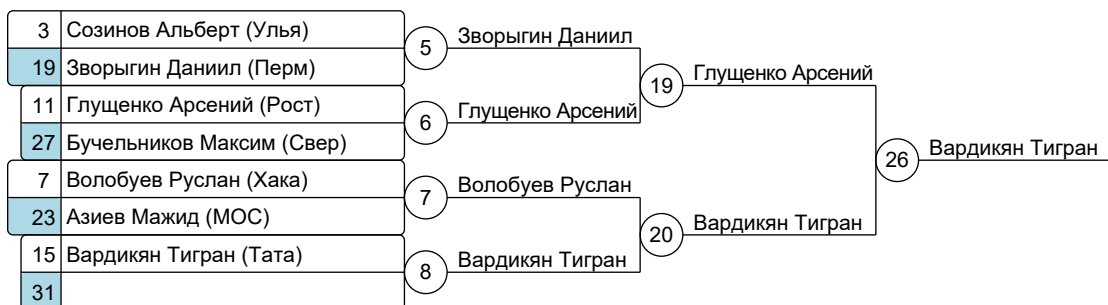 3 Созинов Альберт (Улья)
19 Зворыгин Даниил (Перм)
5
Зворыгин Даниил
11 Глущенко Арсений (Рост)
27 Бучельников Максим (Свер)
6
Глущенко Арсений
19
Глущенко Арсений
7 Волобуев Руслан (Хака)
23 Азиев Мажид (МОС)
7
Волобуев Руслан
15 Вардикян Тигран (Тата)
31
8
Вардикян Тигран
20
Вардикян Тигран
26
Вардикян Тигран